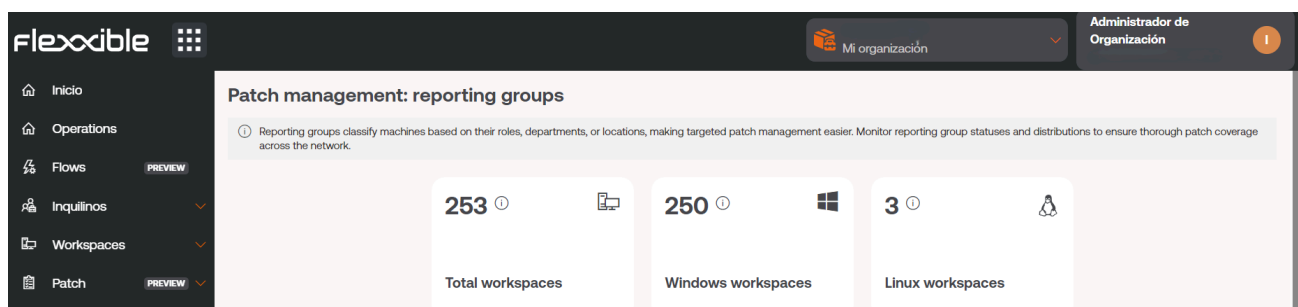 Flexxible
Mi organización
Administrador de
Organización
I
Inicio
Operations
Flows PREVIEW
Inquilinos
Workspaces
Patch PREVIEW
Patch management: reporting groups
Reporting groups classify machines based on their roles, departments, or locations, making targeted patch management easier. Monitor reporting group statuses and distributions to ensure thorough patch coverage
across the network.
253
Total workspaces
250
Windows workspaces
3
Linux workspaces